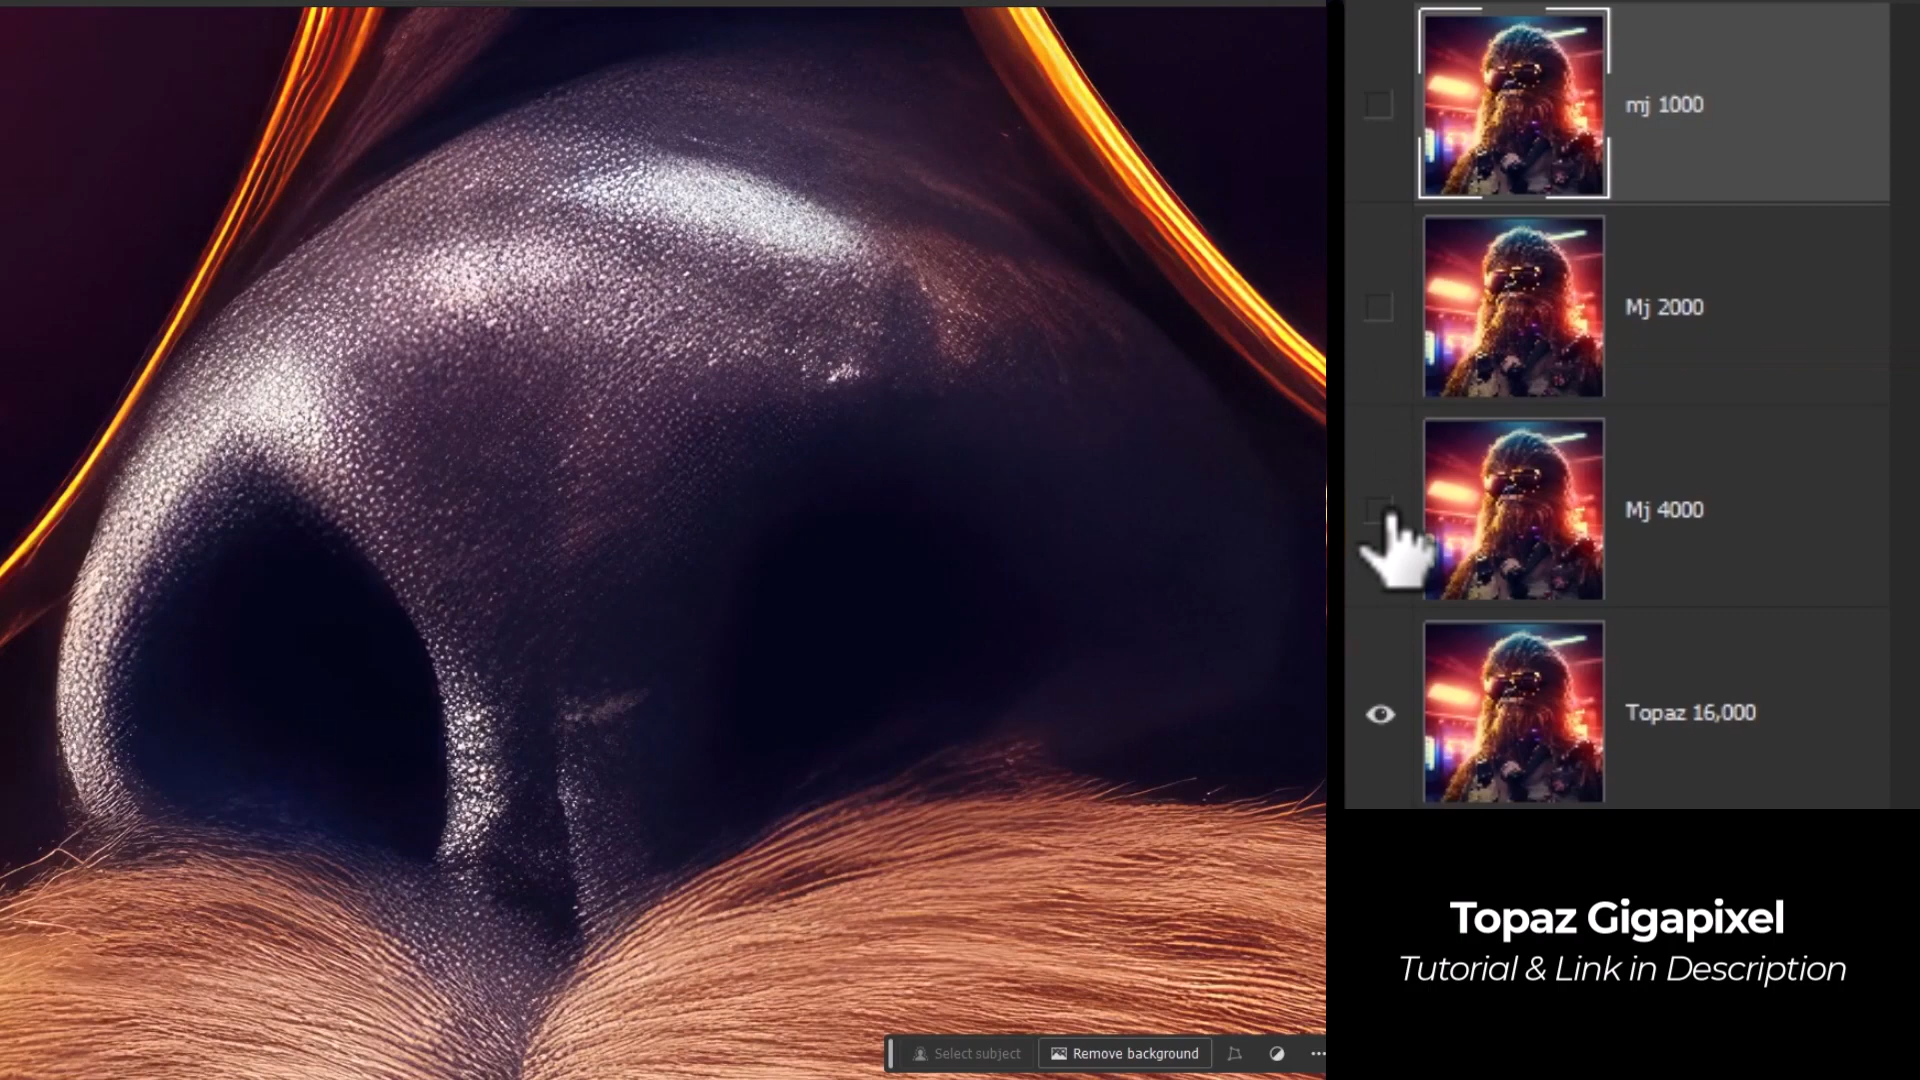 mj 1000
Mj 2000
Mj 4000
Topaz 16,000
Topaz Gigapixel
Tutorial & Link in Description
Select subject
Remove background